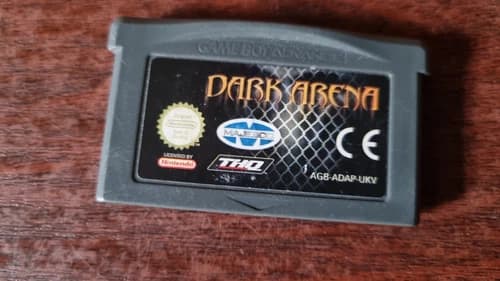 GAME BOY ADVANCE
DARK ARENA
MAJESCO
CE
LICENSED BY
Nintendo
THQ
AGB-ADAP-UKV